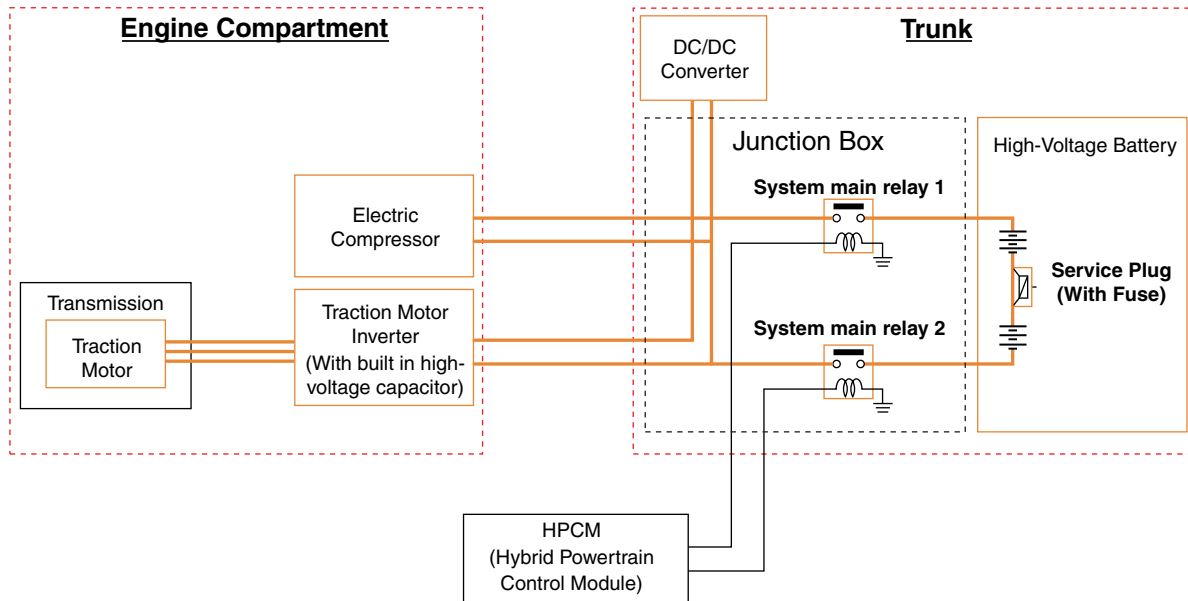 Engine Compartment
Trunk
DC/DC
Converter
Junction Box
High-Voltage Battery
System main relay 1
Electric
Compressor
Service Plug
(With Fuse)
Transmission
Traction
Motor
Traction Motor
Inverter
(With built in high-
voltage capacitor)
System main relay 2
HPCM
(Hybrid Powertrain
Control Module)